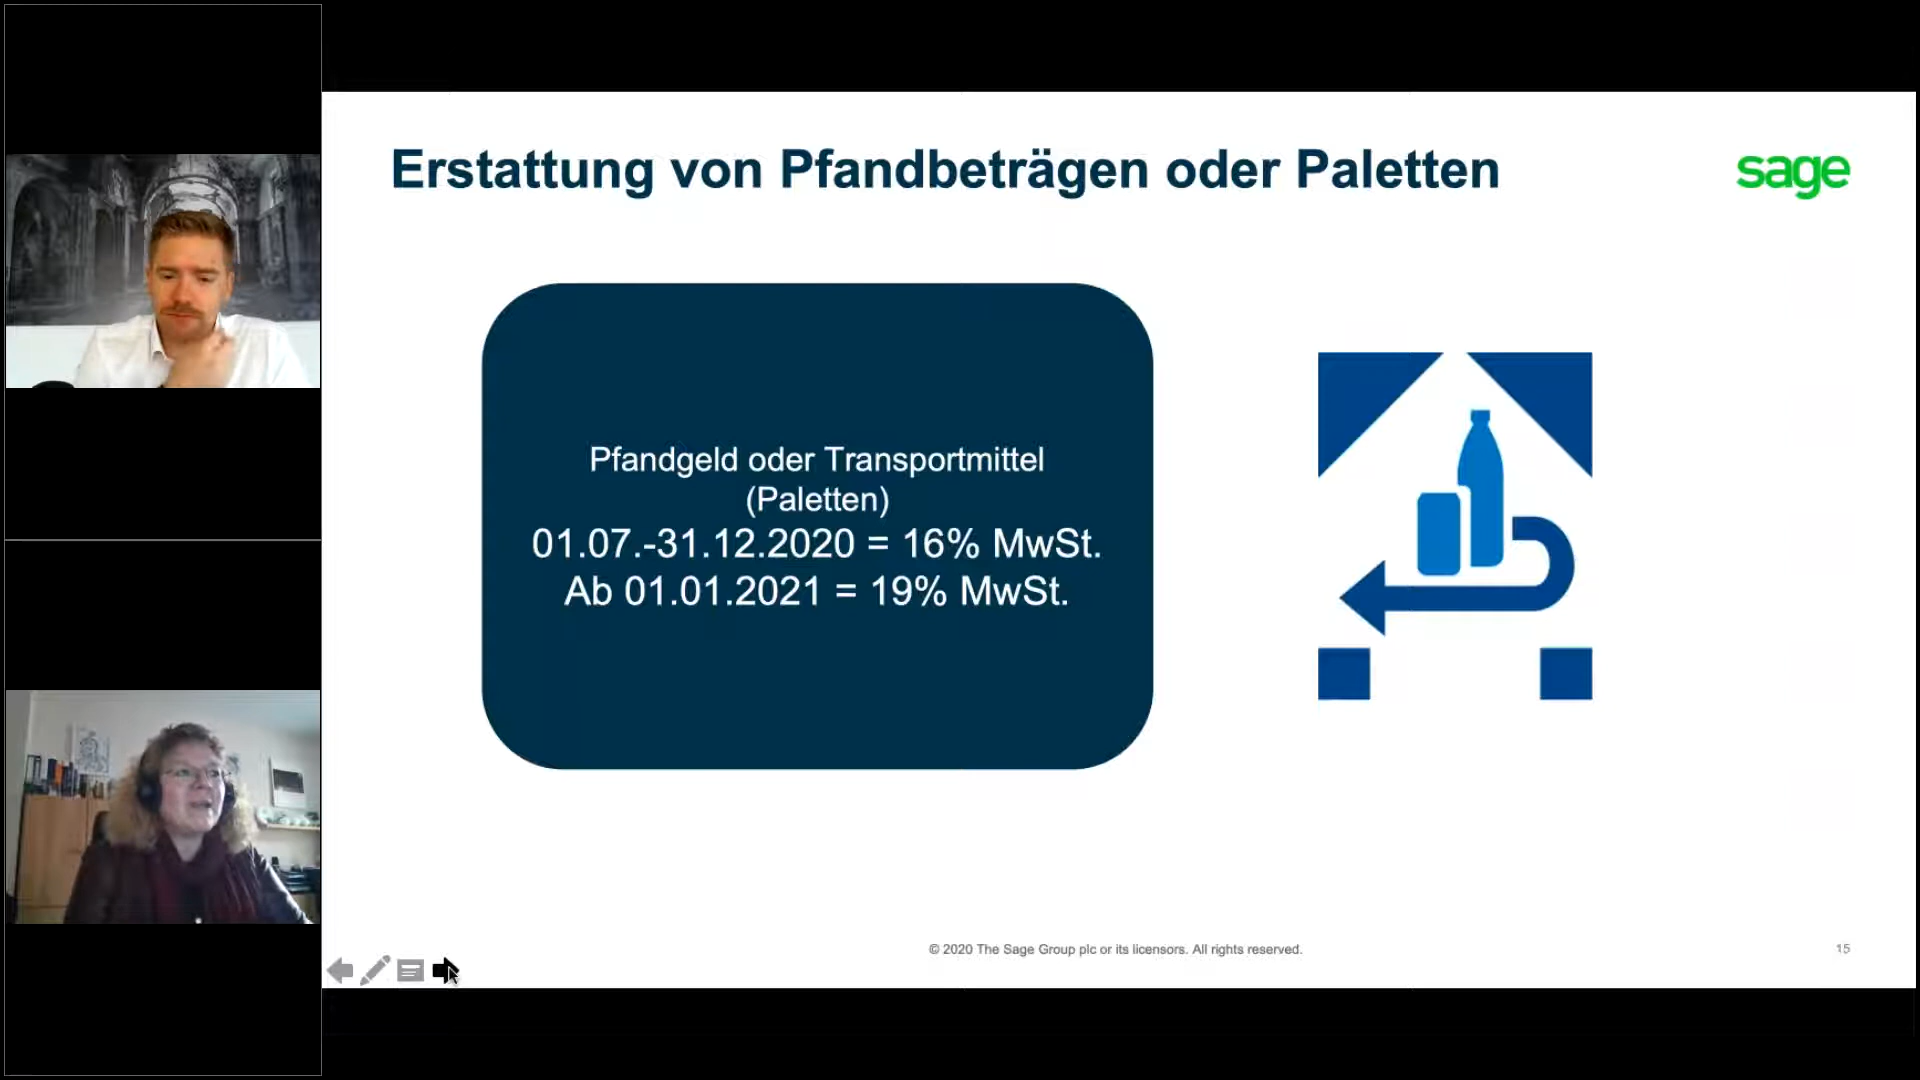 Erstattung von Pfandbeträgen oder Paletten
sage
Pfandgeld oder Transportmittel
(Paletten)
01.07.-31.12.2020 = 16% MwSt.
Ab 01.01.2021 = 19% MwSt.
© 2020 The Sage Group plc or its licensors. All rights reserved.
15